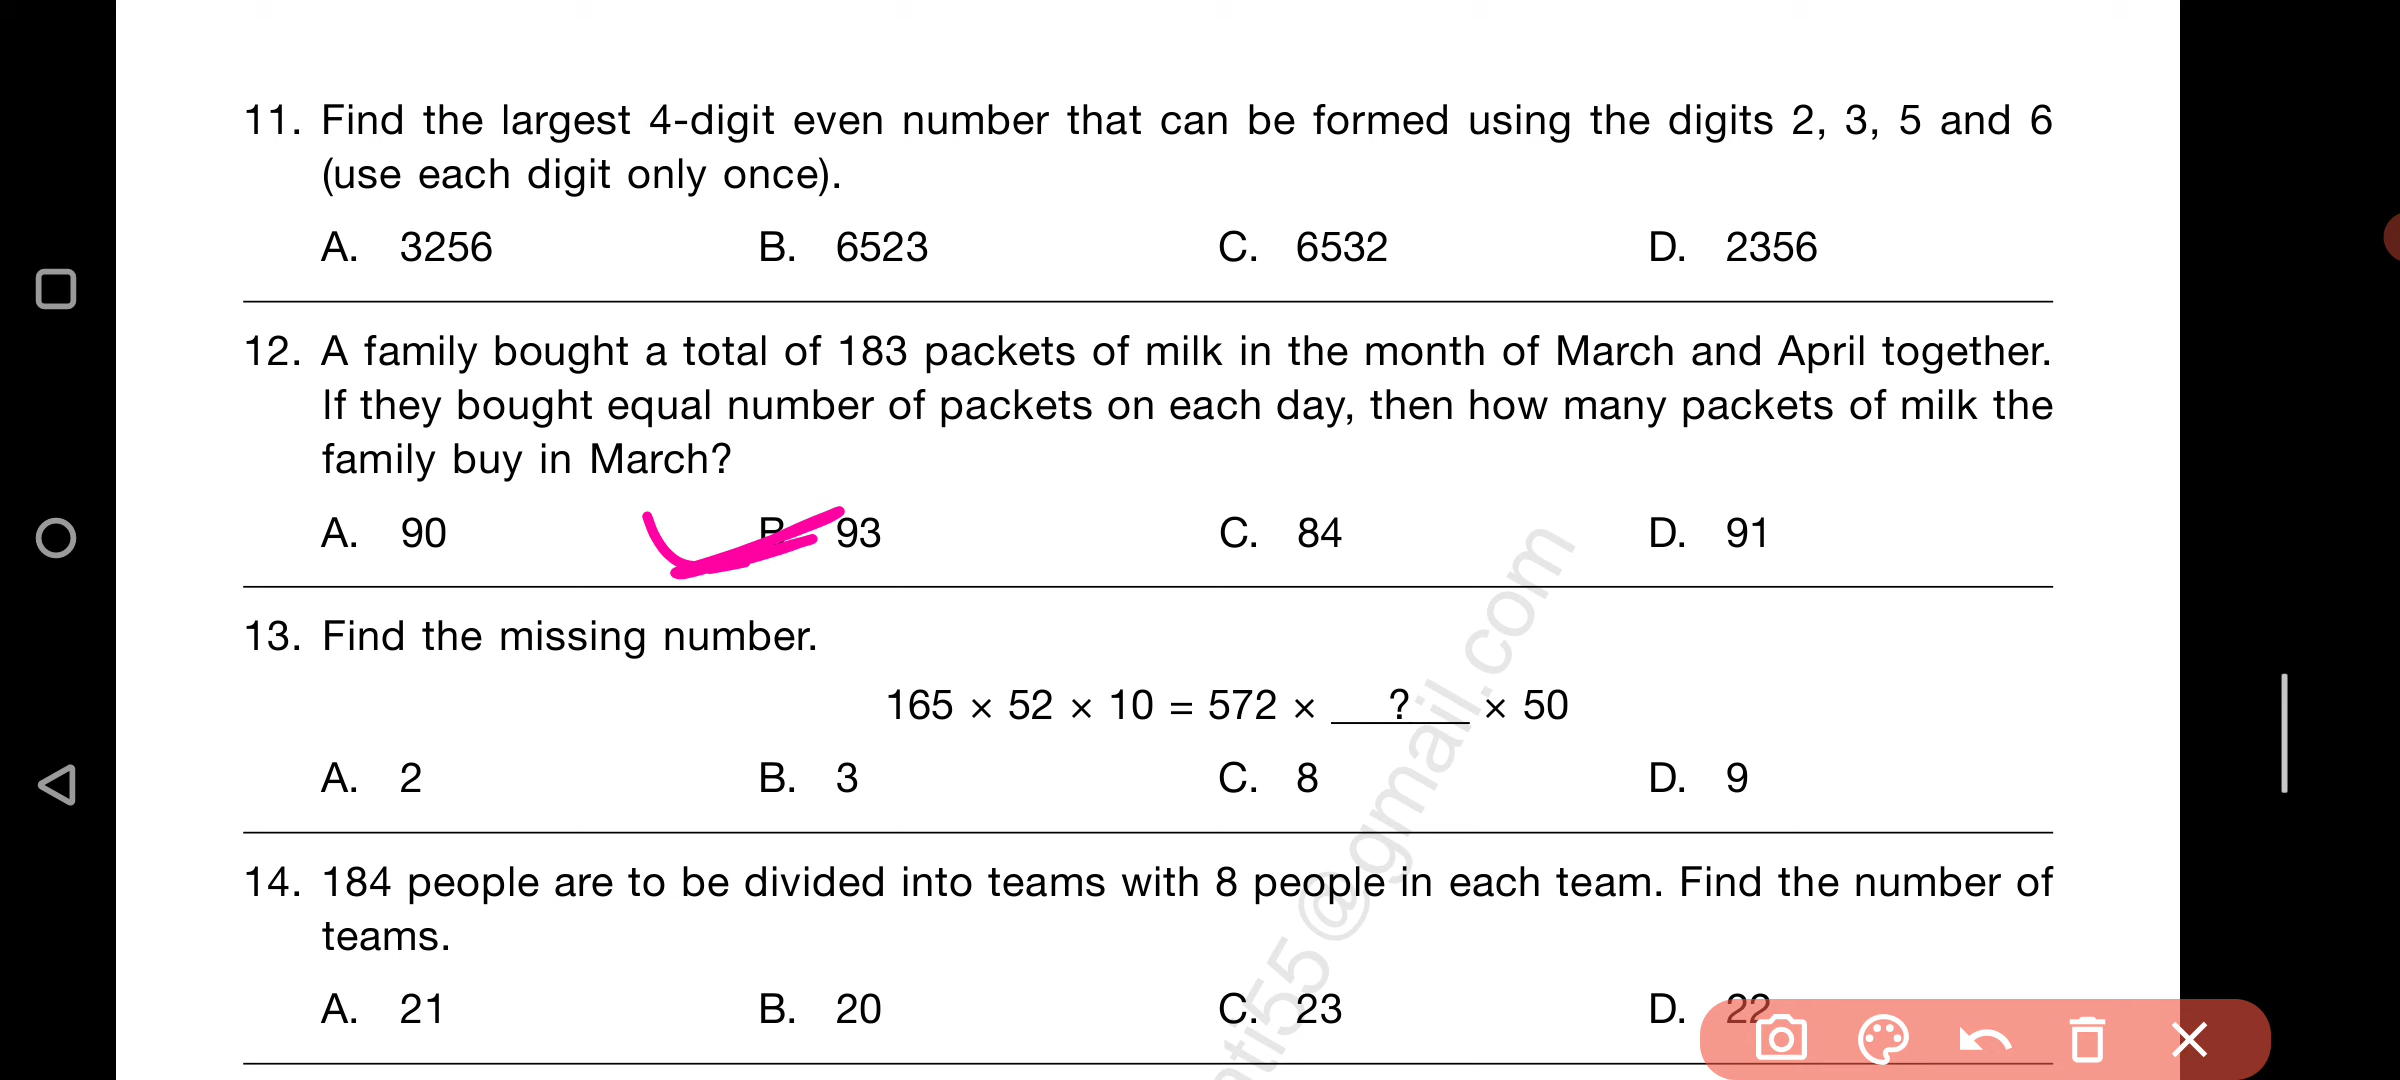 11. Find the largest 4-digit even number that can be formed using the digits 2, 3, 5 and 6
(use each digit only once).
A. 3256 B. 6523 C. 6532 D. 2356
12. A family bought a total of 183 packets of milk in the month of March and April together.
If they bought equal number of packets on each day, then how many packets of milk the
family buy in March?
A. 90 B. 93 C. 84 D. 91
13. Find the missing number.
165 × 52 × 10 = 572 × ? × 50
A. 2 B. 3 C. 8 D. 9
14. 184 people are to be divided into teams with 8 people in each team. Find the number of
teams.
A. 21 B. 20 C. 23 D. 22
ati55@gmail.com